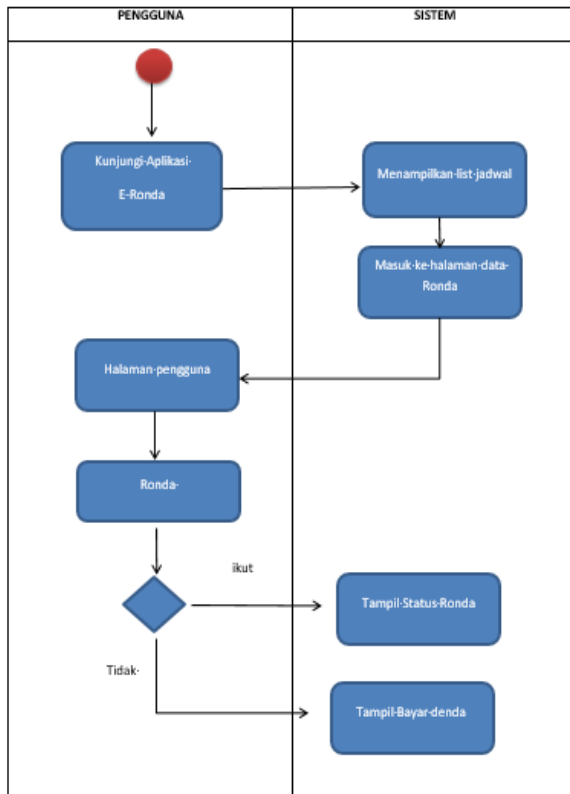 PENGGUNA
SISTEM
Kunjungi·Aplikasi·
E-Ronda
Menampilkan·list·jadwal
Masuk·ke·halaman·data·
Ronda
Halaman·pengguna
Ronda·
ikut
Tampil·Status·Ronda
Tidak·
Tampil·Bayar·denda